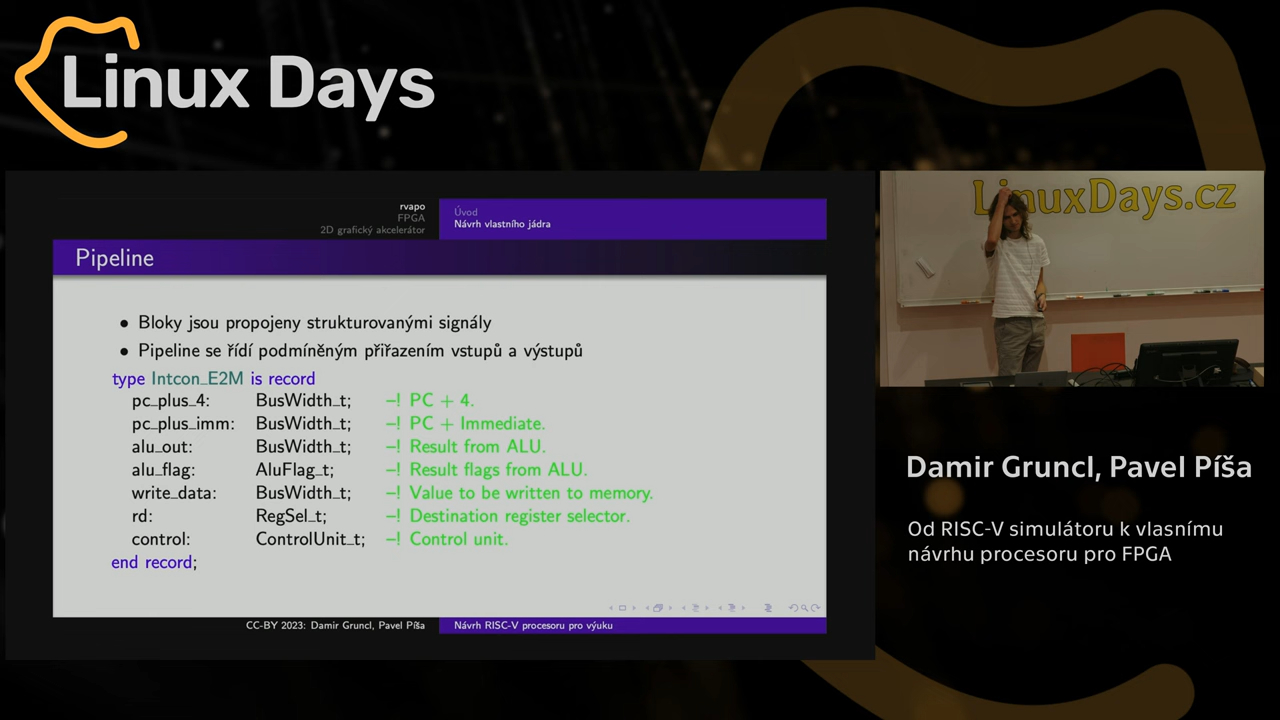 Linux Days
rvapo
FPGA
2D grafický akcelerátor
Úvod
Návrh vlastního jádra
Pipeline
• Bloky jsou propojeny strukturovanými signály
• Pipeline se řídí podmíněným přiřazením vstupů a výstupů
type Intcon_E2M is record
pc_plus_4: BusWidth_t; –! PC + 4.
pc_plus_imm: BusWidth_t; –! PC + Immediate.
alu_out: BusWidth_t; –! Result from ALU.
alu_flag: AluFlag_t; –! Result flags from ALU.
write_data: BusWidth_t; –! Value to be written to memory.
rd: RegSel_t; –! Destination register selector.
control: ControlUnit_t; –! Control unit.
end record;
CC-BY 2023: Damir Gruncl, Pavel Píša
Návrh RISC-V procesoru pro výuku
LinuxDays.cz
Damir Gruncl, Pavel Píša
Od RISC-V simulátoru k vlasnímu
návrhu procesoru pro FPGA